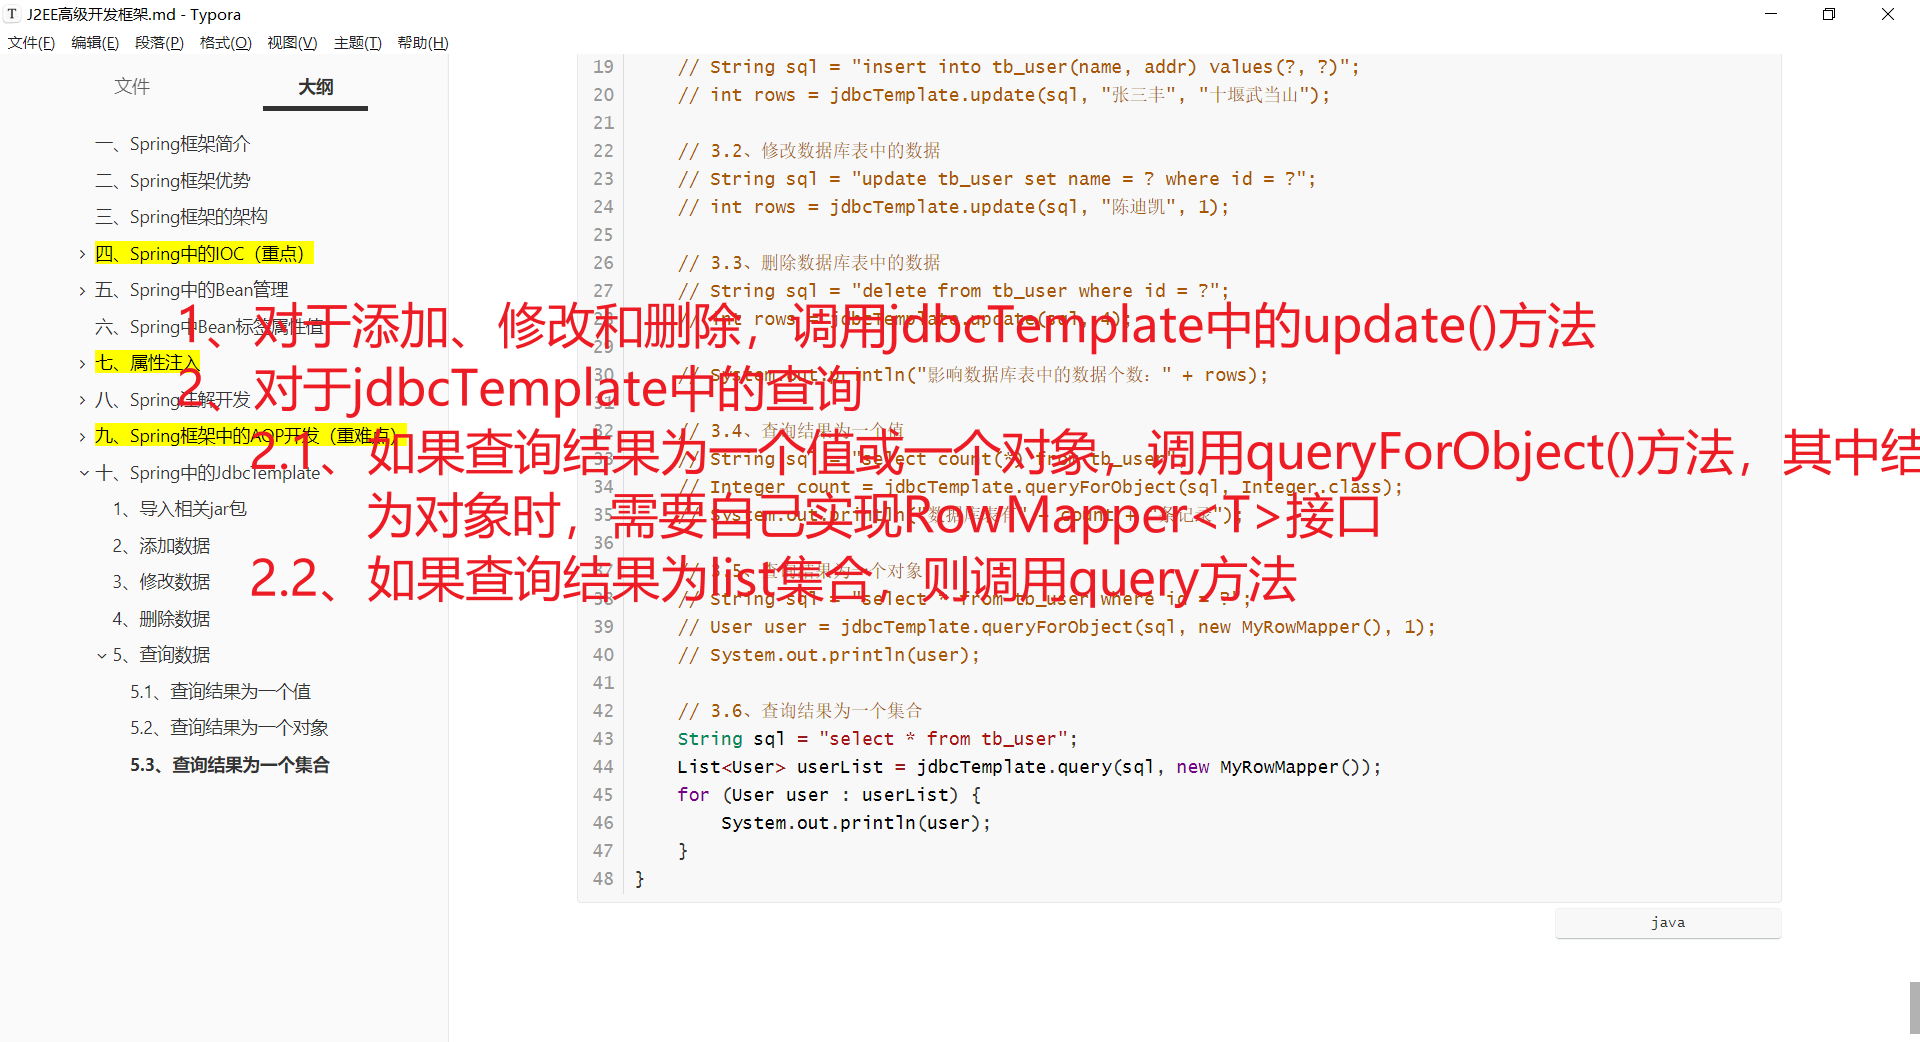 J2EE高级开发框架.md - Typora
文件(F) 编辑(E) 段落(P) 格式(O) 视图(V) 主题(T) 帮助(H)
文件 大纲
一、Spring框架简介
二、Spring框架优势
三、Spring框架的架构
四、Spring中的IOC（重点）
五、Spring中的Bean管理
六、Spring中Bean标签属性值
七、属性注入
八、Spring注解开发
九、Spring框架中的AOP开发（重难点）
十、Spring中的JdbcTemplate
1、导入相关jar包
2、添加数据
3、修改数据
4、删除数据
5、查询数据
5.1、查询结果为一个值
5.2、查询结果为一个对象
5.3、查询结果为一个集合
19 // String sql = "insert into tb_user(name, addr) values(?, ?)";
20 // int rows = jdbcTemplate.update(sql, "张三丰", "十堰武当山");
21
22 // 3.2、修改数据库表中的数据
23 // String sql = "update tb_user set name = ? where id = ?";
24 // int rows = jdbcTemplate.update(sql, "陈迪凯", 1);
25
26 // 3.3、删除数据库表中的数据
27 // String sql = "delete from tb_user where id = ?";
28 // int rows = jdbcTemplate.update(sql, 4);
29
30 // System.out.println("影响数据库表中的数据个数：" + rows);
31
32 // 3.4、查询结果为一个值
33 // String sql = "select count(*) from tb_user";
34 // Integer count = jdbcTemplate.queryForObject(sql, Integer.class);
35 // System.out.println("数据库表有" + count + "条记录");
36
37 // 3.5、查询结果为一个对象
38 // String sql = "select * from tb_user where id = ?";
39 // User user = jdbcTemplate.queryForObject(sql, new MyRowMapper(), 1);
40 // System.out.println(user);
41
42 // 3.6、查询结果为一个集合
43 String sql = "select * from tb_user";
44 List<User> userList = jdbcTemplate.query(sql, new MyRowMapper());
45 for (User user : userList) {
46 System.out.println(user);
47 }
48 }
java
1、对于添加、修改和删除，调用jdbcTemplate中的update()方法
2、对于jdbcTemplate中的查询
2.1、如果查询结果为一个值或一个对象，调用queryForObject()方法，其中结
为对象时，需要自己实现RowMapper<T>接口
2.2、如果查询结果为list集合，则调用query方法